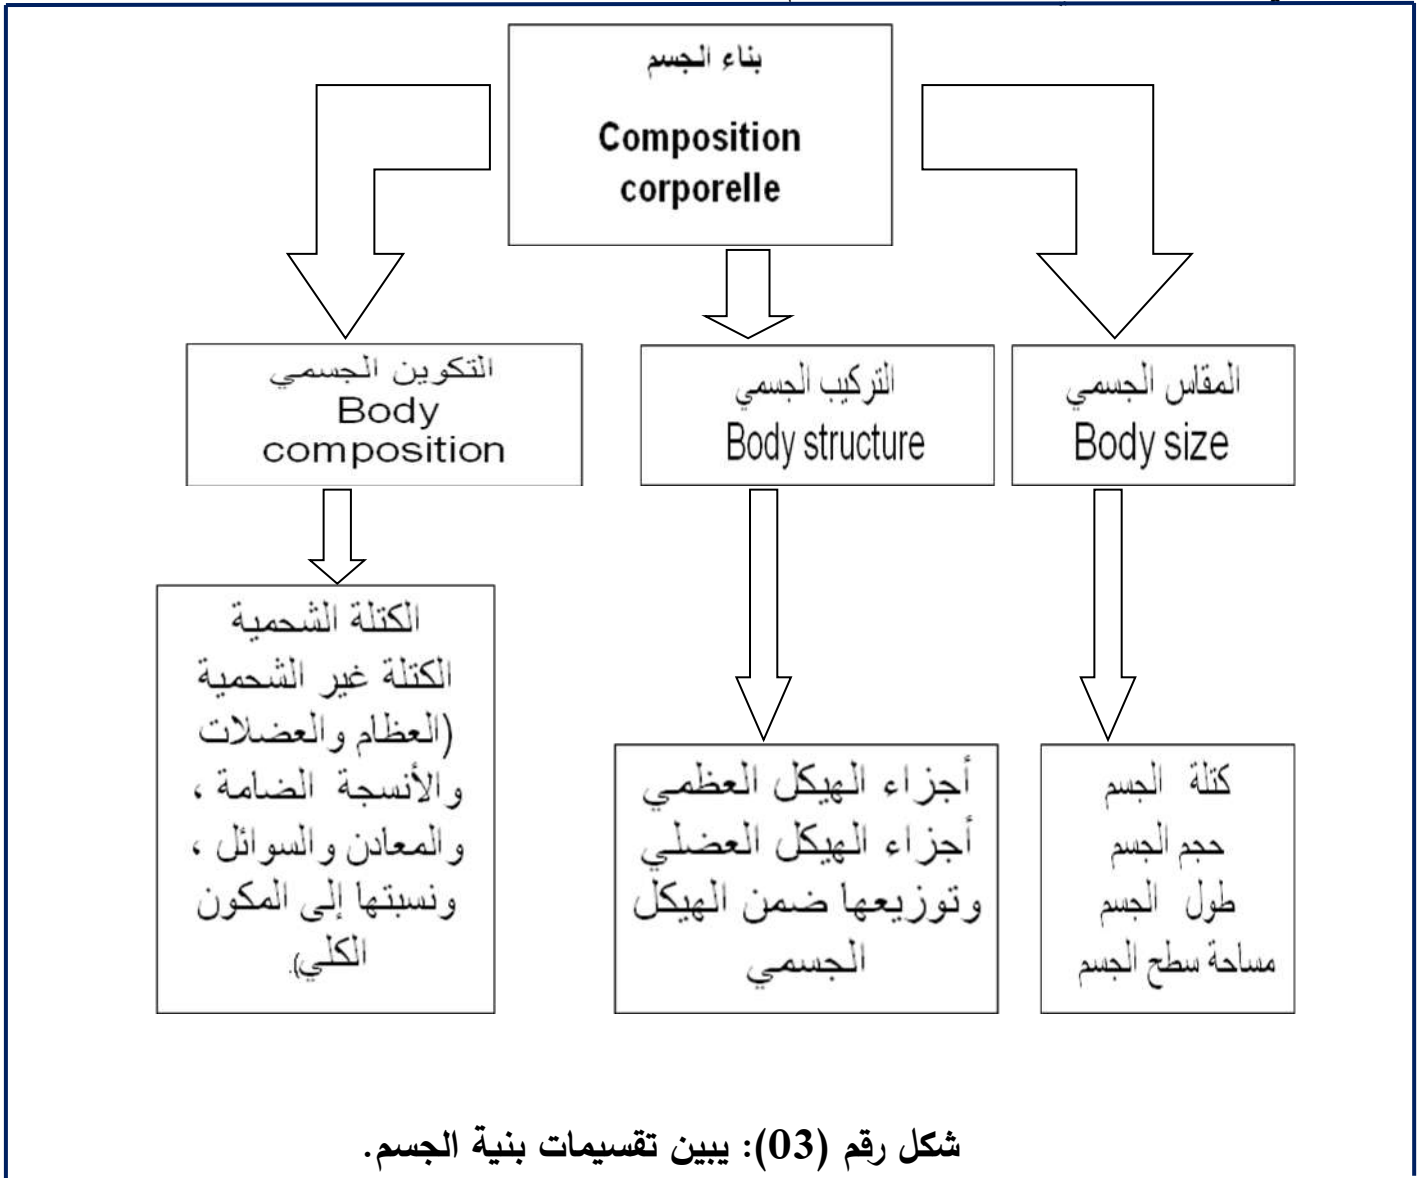 بناء الجسم
Composition
corporelle
المقاس الجسمي
Body size
التركيب الجسمي
Body structure
التكوين الجسمي
Body
composition
كتلة الجسم
حجم الجسم
طول الجسم
مساحة سطح الجسم
أجزاء الهيكل العظمي
أجزاء الهيكل العضلي
وتوزيعها ضمن الهيكل
الجسمي
الكتلة الشحمية
الكتلة غير الشحمية
(العظام والعضلات
والأنسجة الضامة ،
والمعادن والسوائل ،
ونسبتها إلى المكون
الكلي).
شكل رقم (03): يبين تقسيمات بنية الجسم.